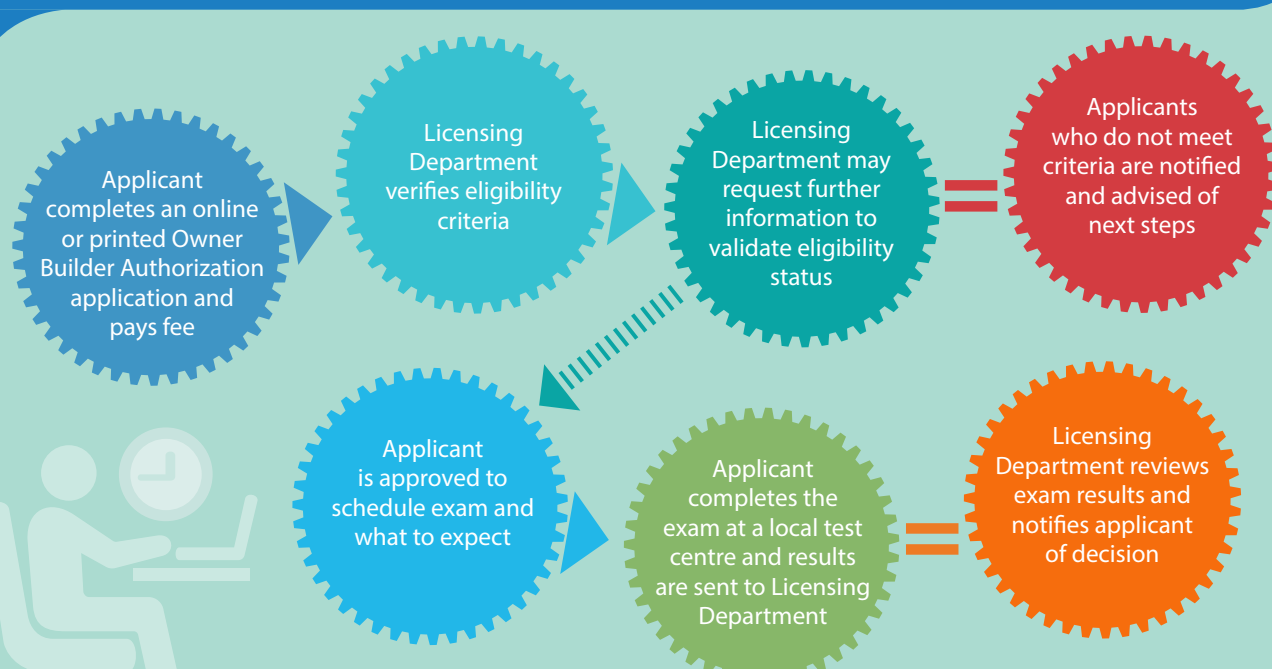 Applicant
completes an online
or printed Owner
Builder Authorization
application and
pays fee
Licensing
Department
verifies eligibility
criteria
Licensing
Department may
request further
information to
validate eligibility
status
Applicants
who do not meet
criteria are notified
and advised of
next steps
Applicant
is approved to
schedule exam and
what to expect
Applicant
completes the
exam at a local test
centre and results
are sent to Licensing
Department
Licensing
Department reviews
exam results and
notifies applicant
of decision